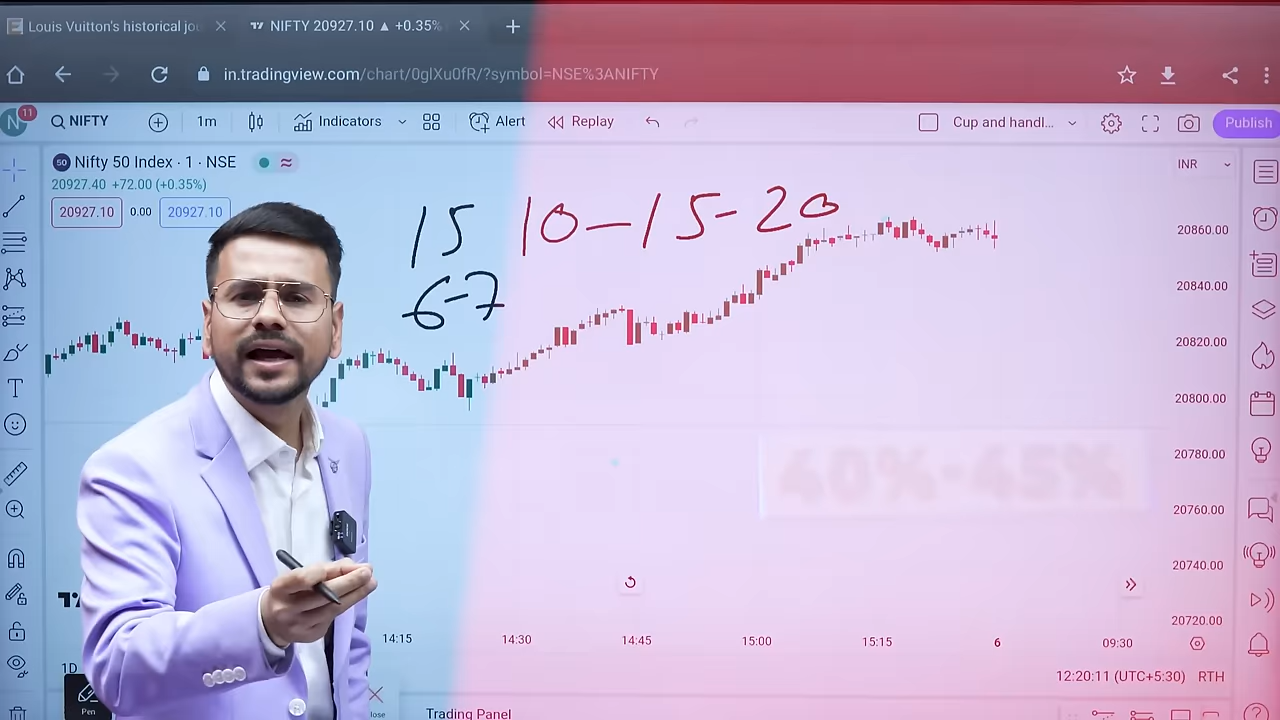 Louis Vuitton's historical jo
NIFTY 20927.10 ▲ +0.35%
in.tradingview.com/chart/0glXu0fR/?symbol=NSE%3ANIFTY
N 11
NIFTY
1m
Indicators
Alert
Replay
Cup and handl...
Publish
50 Nifty 50 Index · 1 · NSE
INR
20927.40 +72.00 (+0.35%)
20927.10 0.00 20927.10
15 10-15-20
6-7
20860.00
20840.00
20820.00
20800.00
20780.00
40%-45%
20760.00
20740.00
20720.00
14:15 14:30 14:45 15:00 15:15 6 09:30
1D
12:20:11 (UTC+5:30) RTH
Pen
lose
Trading Panel